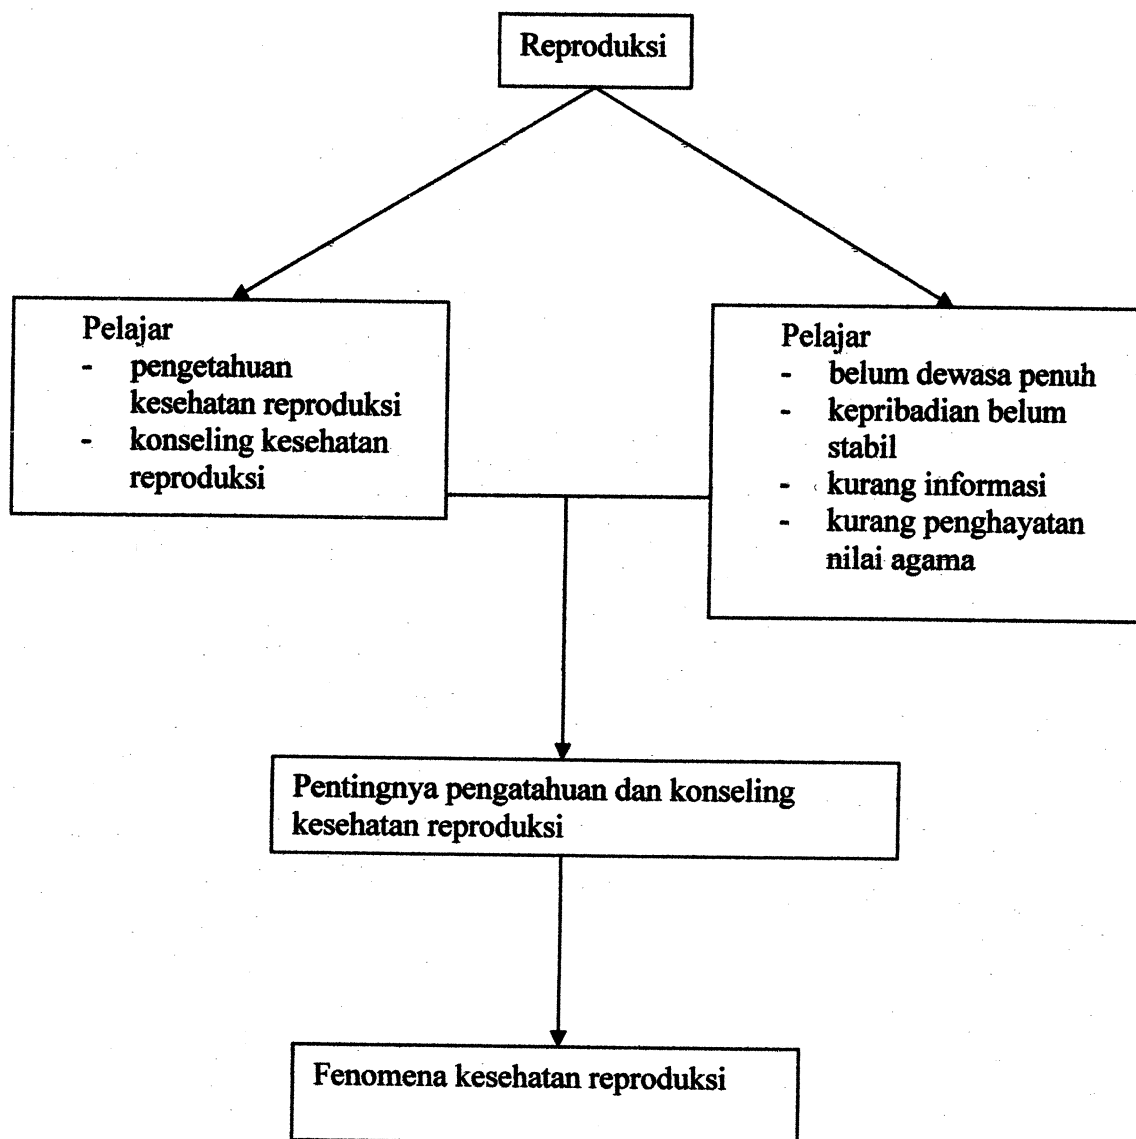 Reproduksi
Pelajar
- pengetahuan
kesehatan reproduksi
- konseling kesehatan
reproduksi
Pelajar
- belum dewasa penuh
- kepribadian belum
stabil
- kurang informasi
- kurang penghayatan
nilai agama
Pentingnya pengatahuan dan konseling
kesehatan reproduksi
Fenomena kesehatan reproduksi